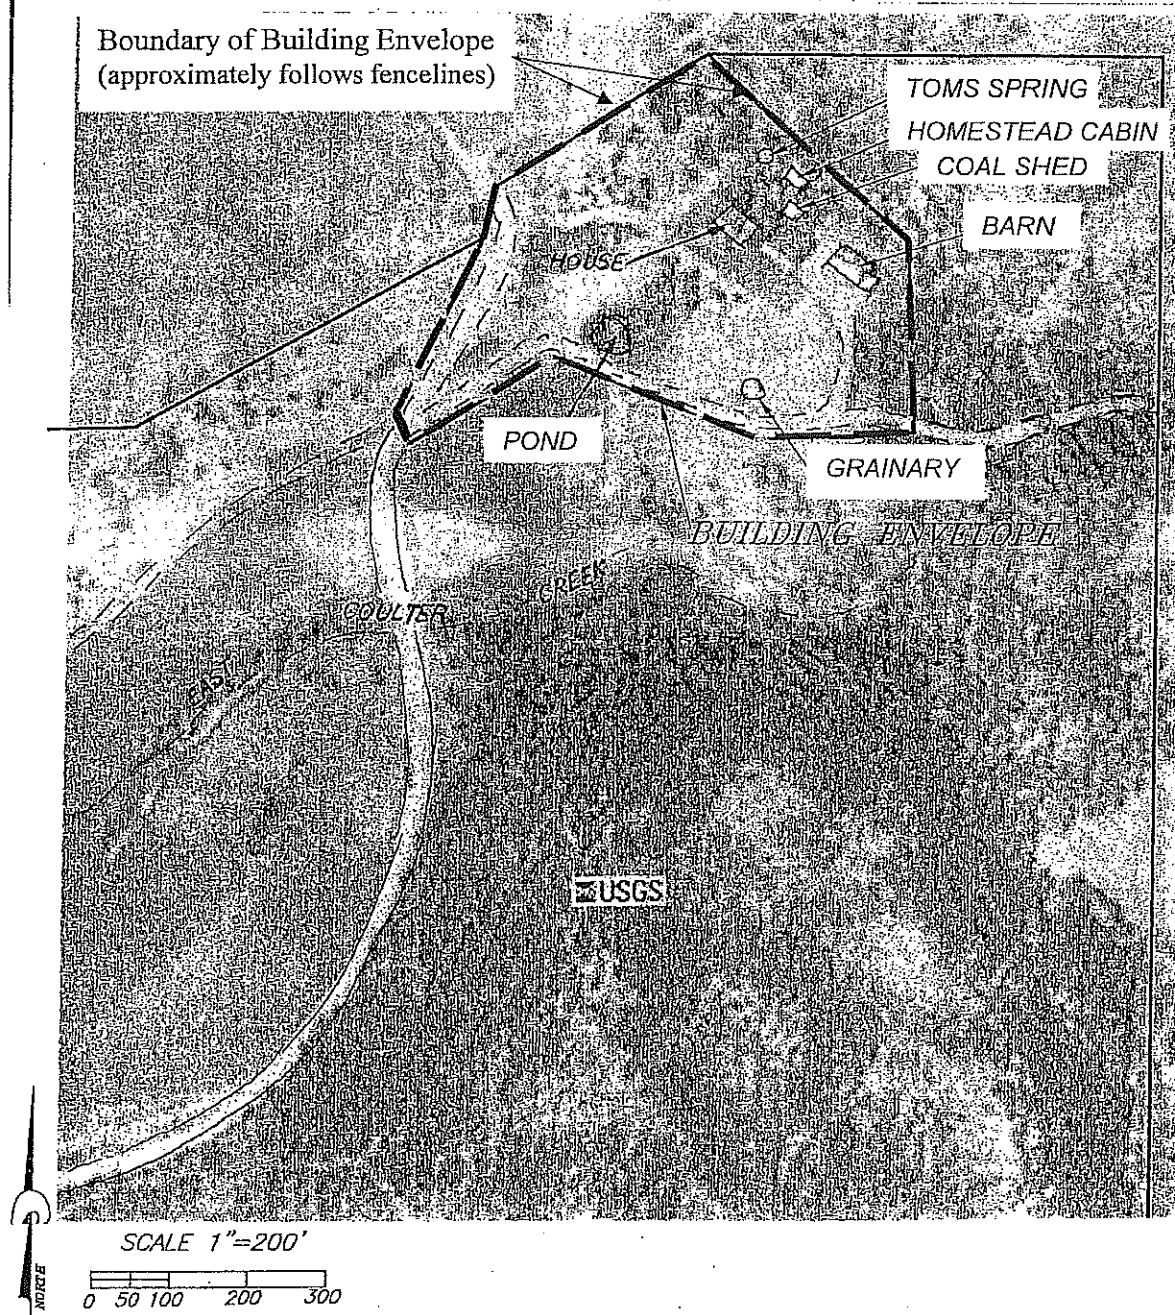 Boundary of Building Envelope
(approximately follows fencelines)
TOMS SPRING
HOMESTEAD CABIN
COAL SHED
BARN
HOUSE
POND
GRAINARY
BUILDING ENVELOPE
CREEK
COULTER
EAST
USGS
SCALE 1"=200'
0 50 100 200 300
NORTH